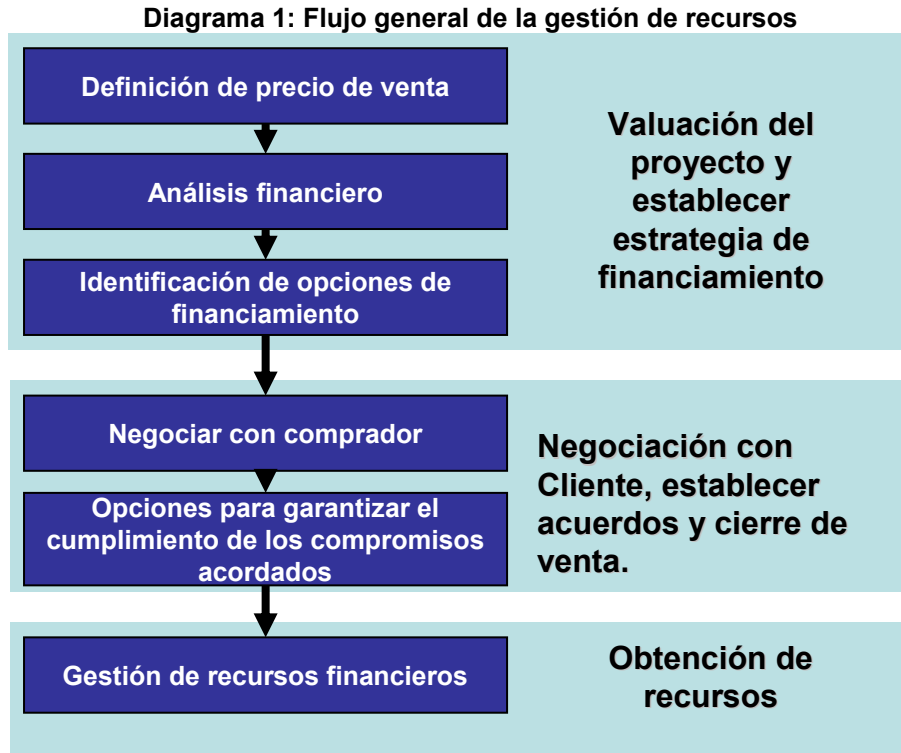 Diagrama 1: Flujo general de la gestión de recursos
Definición de precio de venta
Análisis financiero
Identificación de opciones de
financiamiento
Valuación del
proyecto y
establecer
estrategia de
financiamiento
Negociar con comprador
Opciones para garantizar el
cumplimiento de los compromisos
acordados
Negociación con
Cliente, establecer
acuerdos y cierre de
venta.
Gestión de recursos financieros
Obtención de
recursos